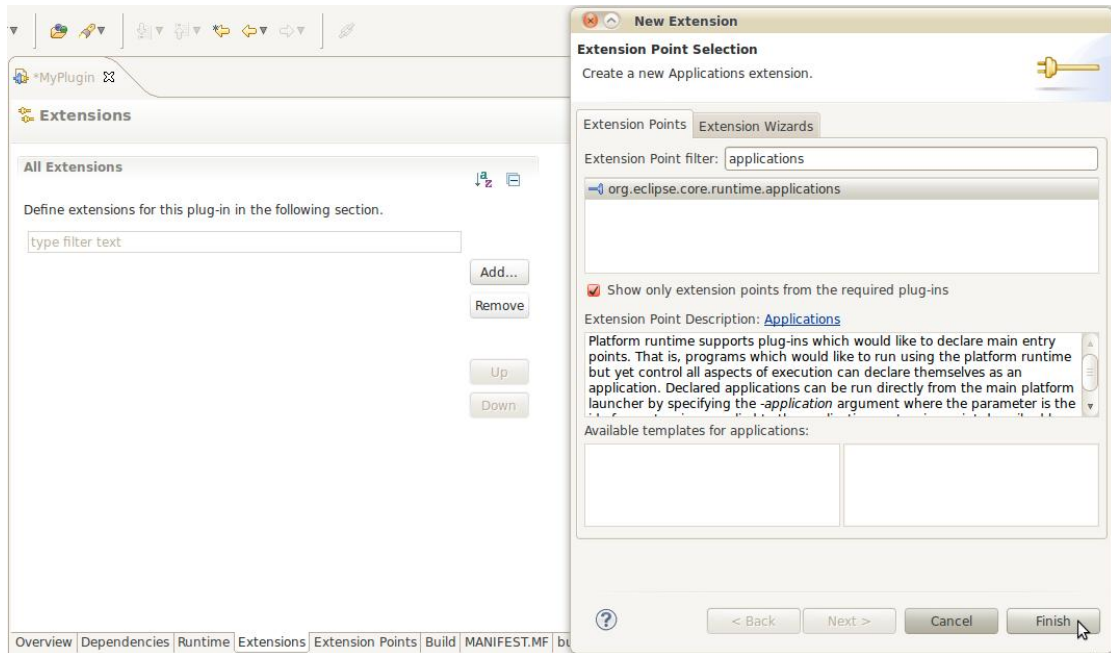 *MyPlugin
Extensions
All Extensions
Define extensions for this plug-in in the following section.
type filter text
Add...
Remove
Up
Down
Overview
Dependencies
Runtime
Extensions
Extension Points
Build
MANIFEST.MF
New Extension
Extension Point Selection
Create a new Applications extension.
Extension Points
Extension Wizards
Extension Point filter: applications
org.eclipse.core.runtime.applications
Show only extension points from the required plug-ins
Extension Point Description: Applications
Platform runtime supports plug-ins which would like to declare main entry
points. That is, programs which would like to run using the platform runtime
but yet control all aspects of execution can declare themselves as an
application. Declared applications can be run directly from the main platform
launcher by specifying the -application argument where the parameter is the
Available templates for applications:
< Back
Next >
Cancel
Finish